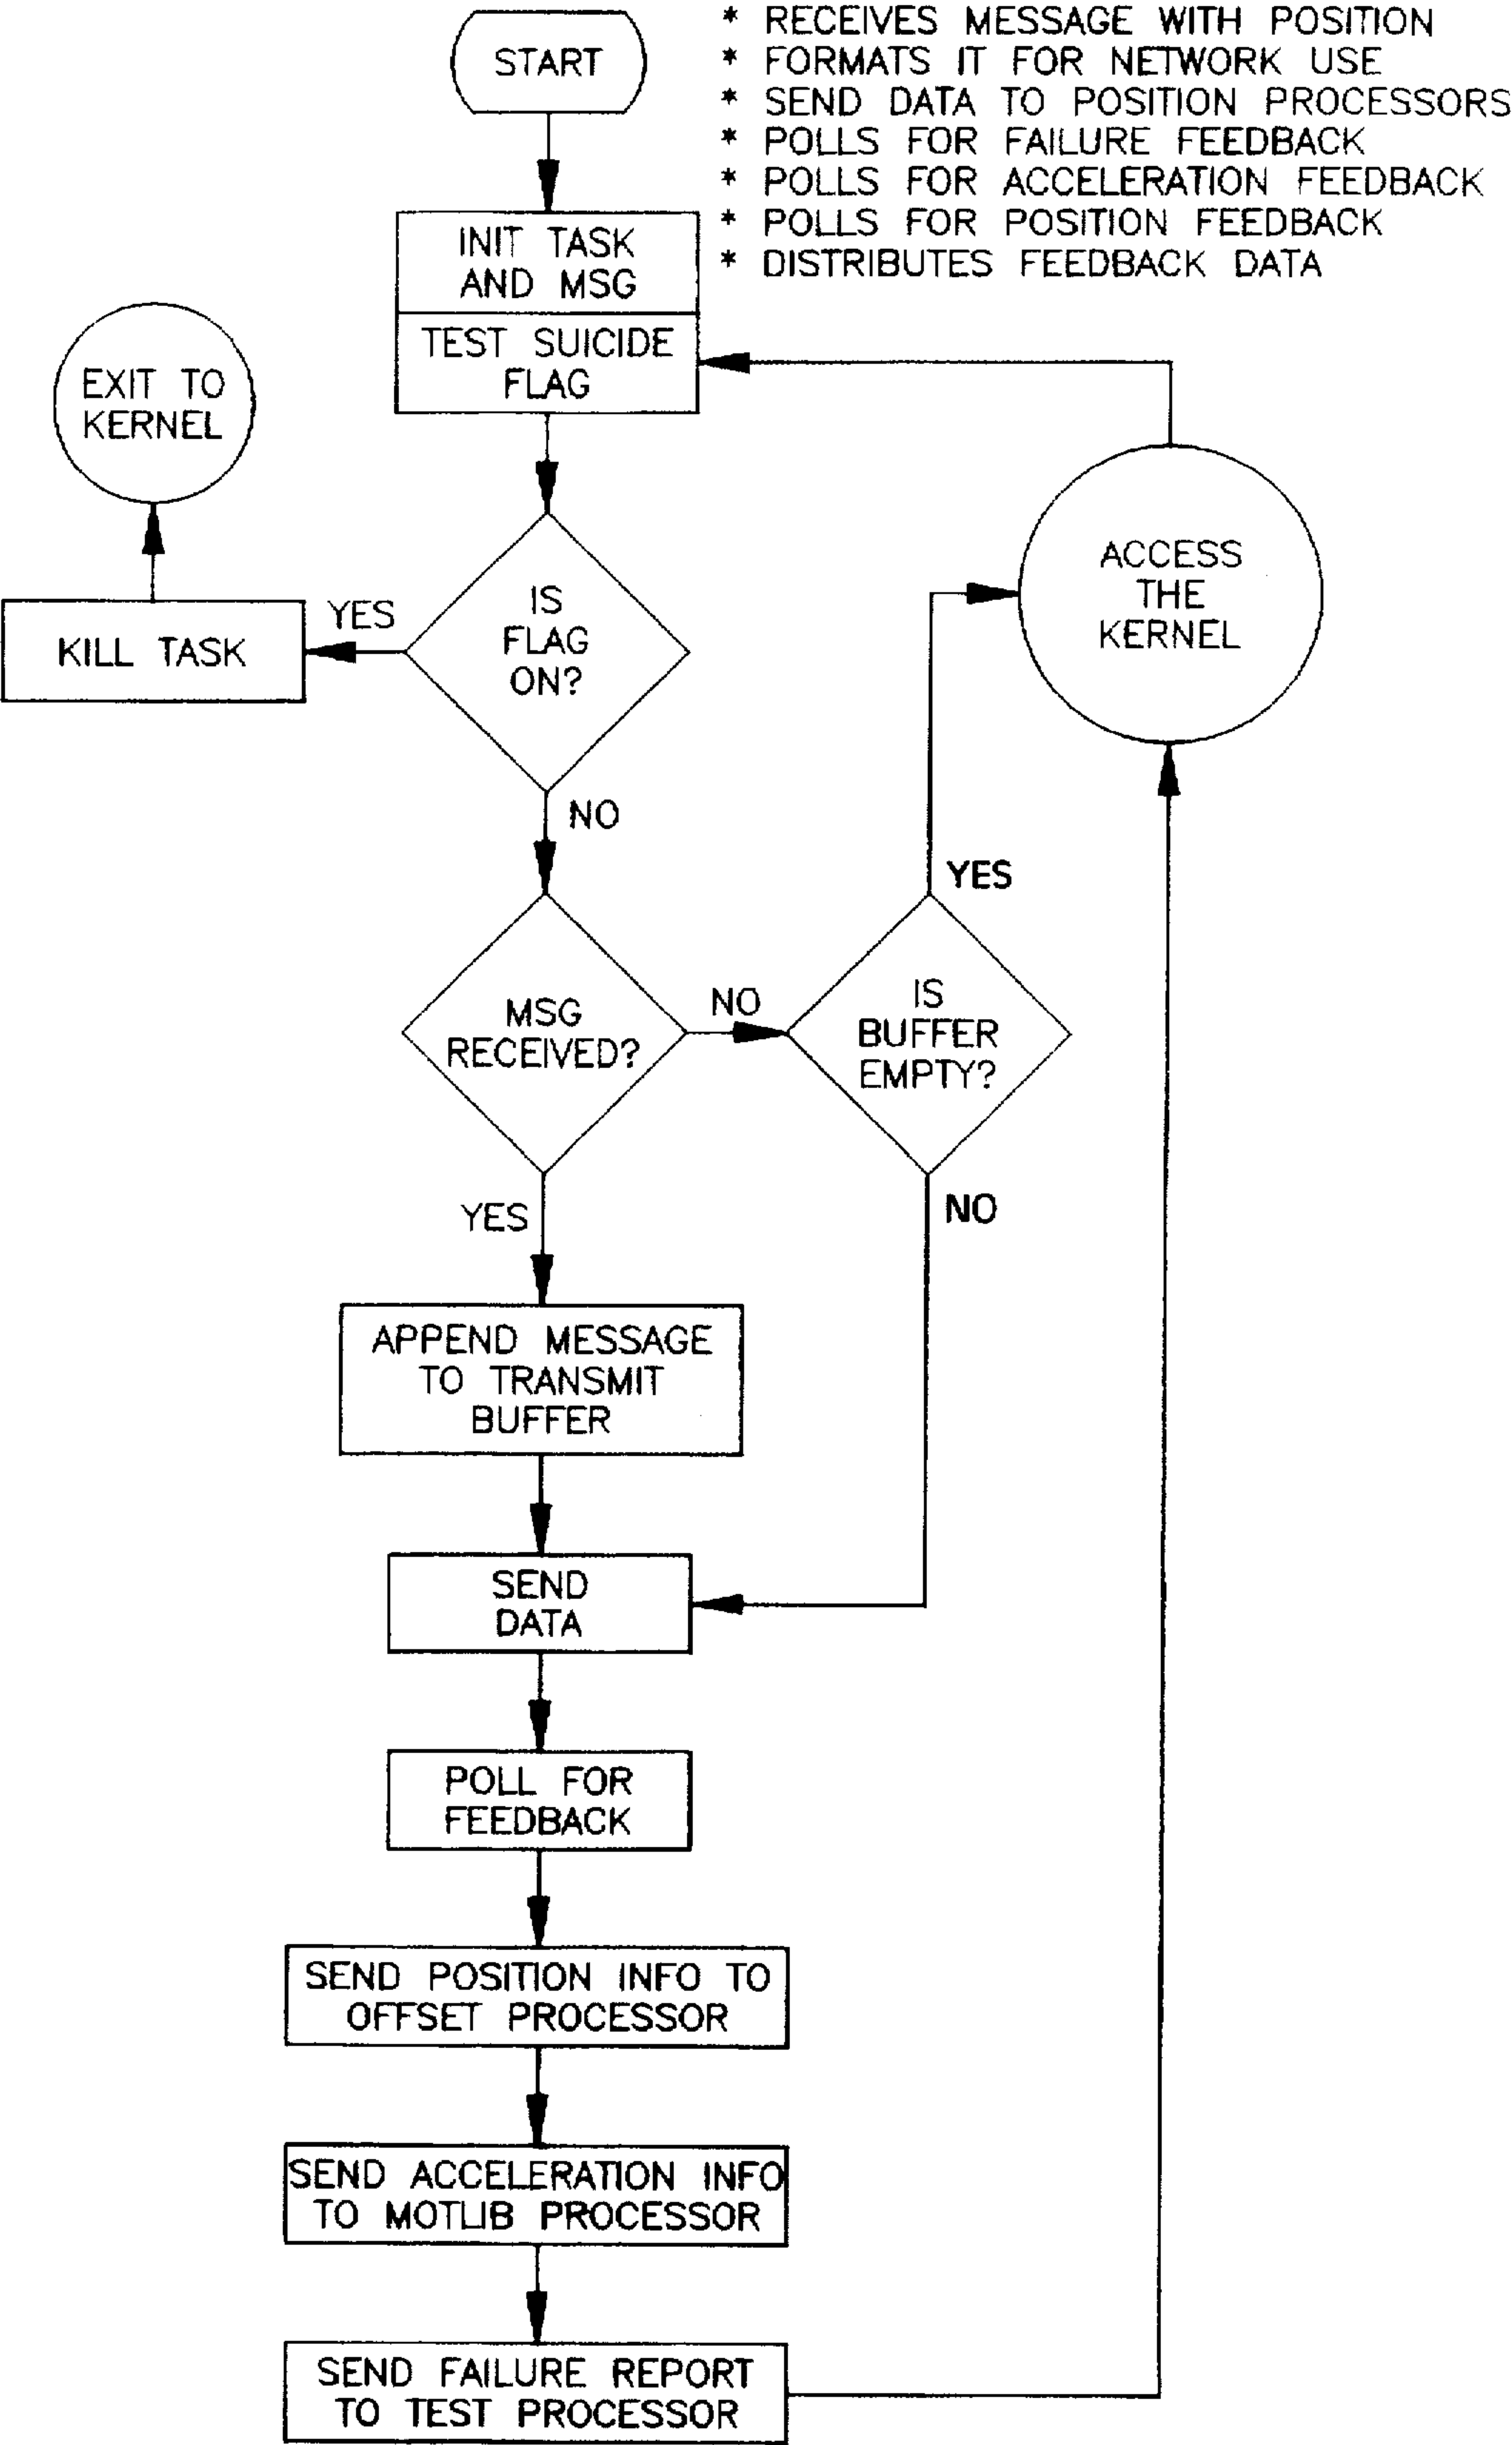 START
* RECEIVES MESSAGE WITH POSITION
* FORMATS IT FOR NETWORK USE
* SEND DATA TO POSITION PROCESSORS
* POLLS FOR FAILURE FEEDBACK
* POLLS FOR ACCELERATION FEEDBACK
* POLLS FOR POSITION FEEDBACK
* DISTRIBUTES FEEDBACK DATA
INIT TASK
AND MSG
TEST SUICIDE
FLAG
EXIT TO
KERNEL
KILL TASK
YES
IS
FLAG
ON?
NO
ACCESS
THE
KERNEL
YES
MSG
RECEIVED?
NO
IS
BUFFER
EMPTY?
YES
NO
APPEND MESSAGE
TO TRANSMIT
BUFFER
SEND
DATA
POLL FOR
FEEDBACK
SEND POSITION INFO TO
OFFSET PROCESSOR
SEND ACCELERATION INFO
TO MOTLIB PROCESSOR
SEND FAILURE REPORT
TO TEST PROCESSOR